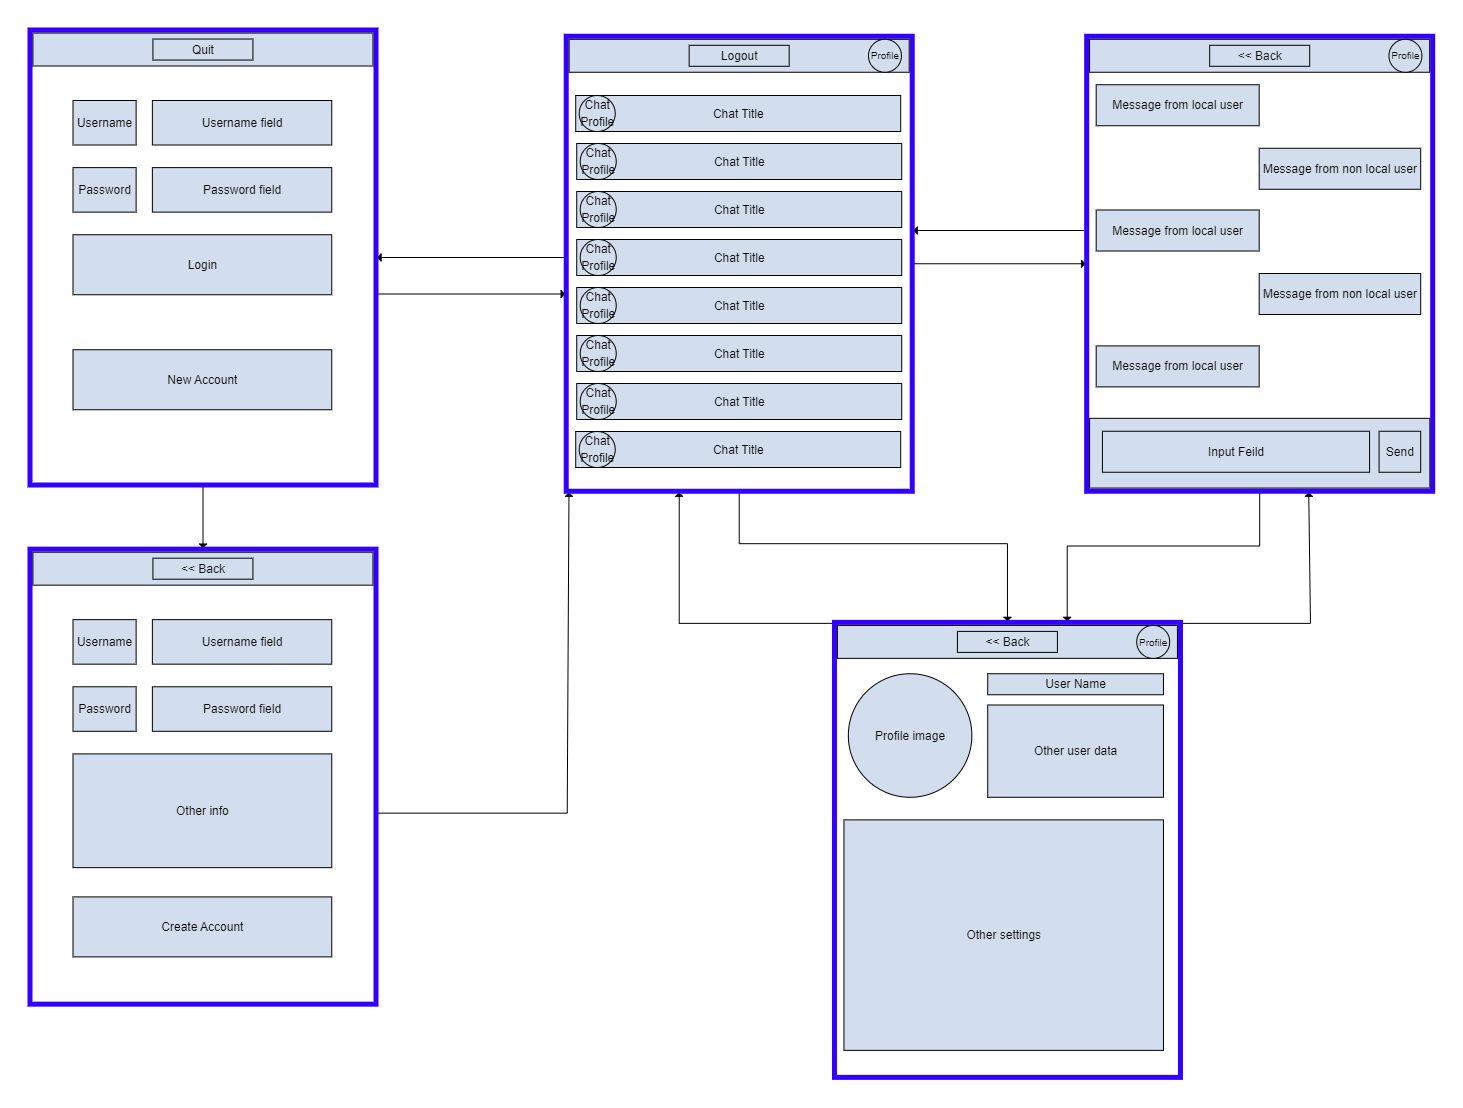 Quit
Username
Username field
Password
Password field
Login
New Account
Logout
Profile
Chat
Profile
Chat Title
Chat
Profile
Chat Title
Chat
Profile
Chat Title
Chat
Profile
Chat Title
Chat
Profile
Chat Title
Chat
Profile
Chat Title
Chat
Profile
Chat Title
Chat
Profile
Chat Title
<< Back
Profile
Message from local user
Message from non local user
Message from local user
Message from non local user
Message from local user
Input Feild
Send
<< Back
Username
Username field
Password
Password field
Other info
Create Account
<< Back
Profile
Profile image
User Name
Other user data
Other settings